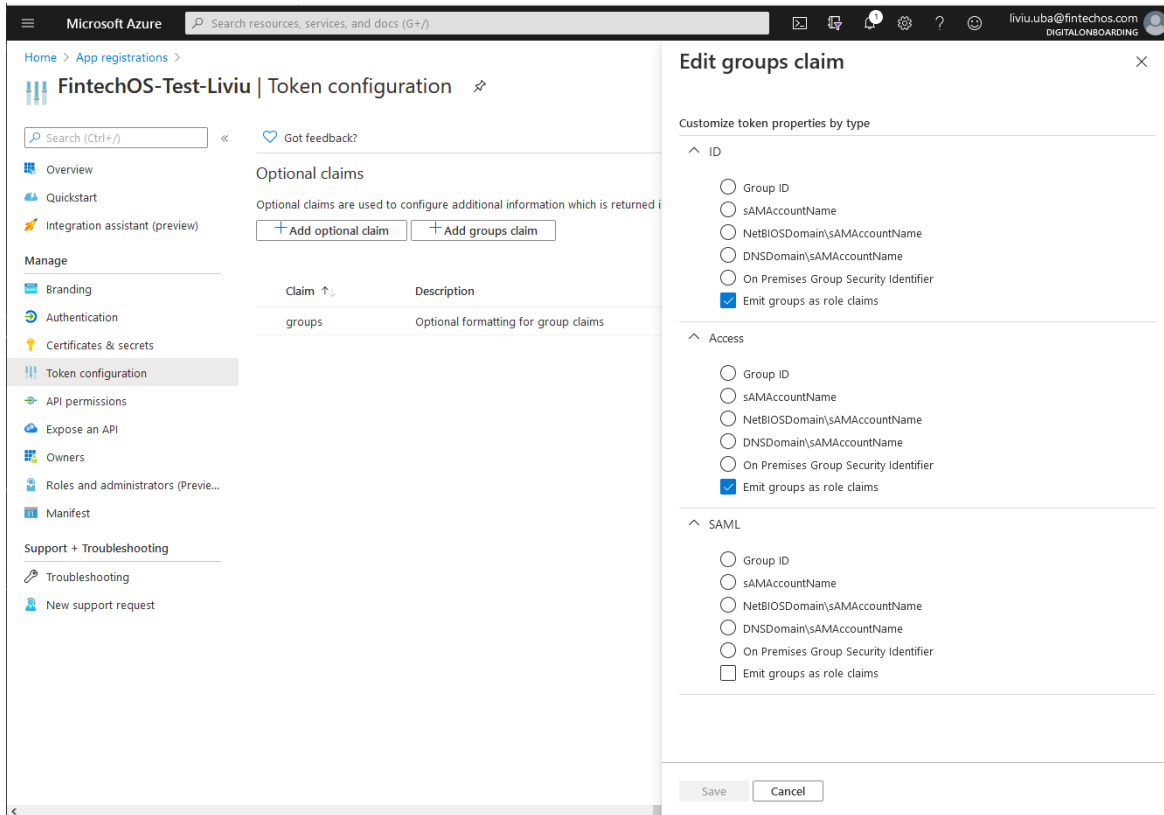 Microsoft Azure
Search resources, services, and docs (G+/)
1
liviu.uba@fintechos.com
DIGITALONBOARDING
Home > App registrations >
FintechOS-Test-Liviu | Token configuration
Search (Ctrl+/)
«
Overview
Quickstart
Integration assistant (preview)
Manage
Branding
Authentication
Certificates & secrets
Token configuration
API permissions
Expose an API
Owners
Roles and administrators (Previe...
Manifest
Support + Troubleshooting
Troubleshooting
New support request
Got feedback?
Optional claims
Optional claims are used to configure additional information which is returned i
+ Add optional claim
+ Add groups claim
Claim ↑↓ Description
groups Optional formatting for group claims
Edit groups claim
Customize token properties by type
ID
Group ID
sAMAccountName
NetBIOSDomain\sAMAccountName
DNSDomain\sAMAccountName
On Premises Group Security Identifier
Emit groups as role claims
Access
Group ID
sAMAccountName
NetBIOSDomain\sAMAccountName
DNSDomain\sAMAccountName
On Premises Group Security Identifier
Emit groups as role claims
SAML
Group ID
sAMAccountName
NetBIOSDomain\sAMAccountName
DNSDomain\sAMAccountName
On Premises Group Security Identifier
Emit groups as role claims
Save
Cancel